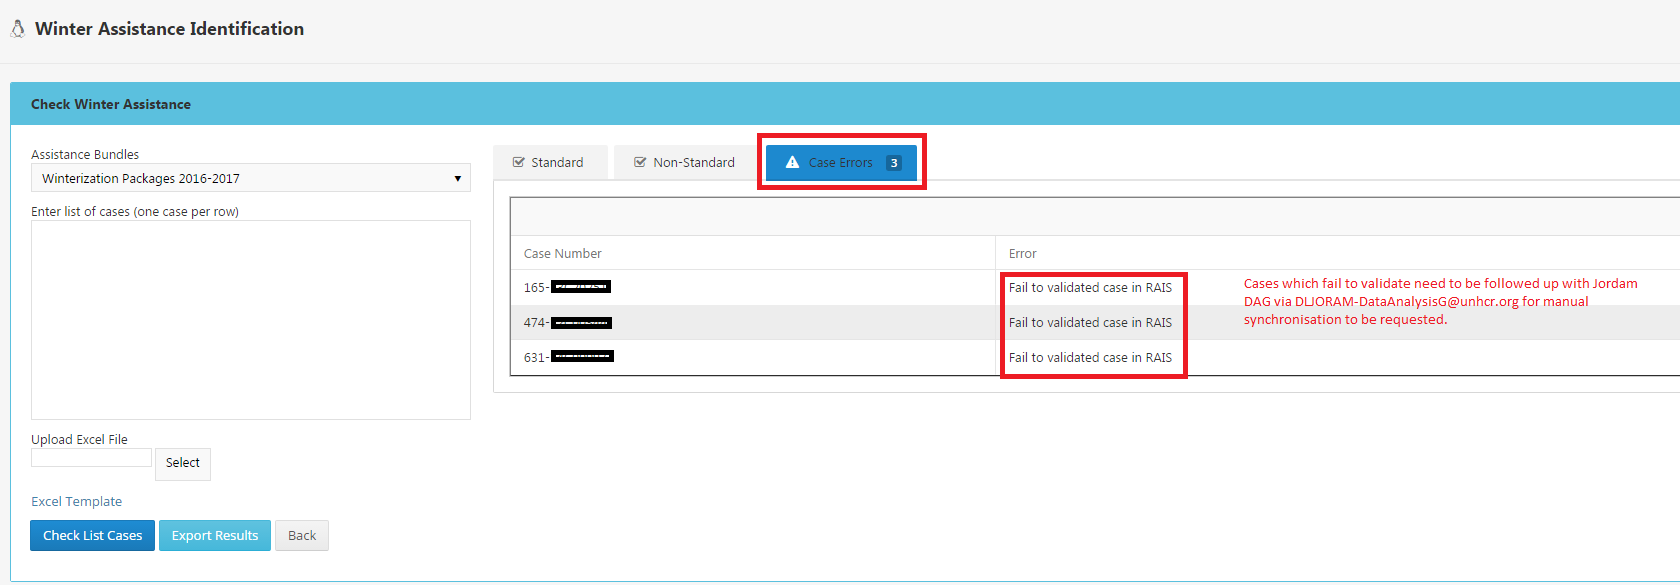 Winter Assistance Identification
Check Winter Assistance
Assistance Bundles
Winterization Packages 2016-2017
Enter list of cases (one case per row)
Upload Excel File
Select
Excel Template
Check List Cases
Export Results
Back
Standard
Non-Standard
Case Errors 3
Case Number
Error
165-
Fail to validated case in RAIS
474-
Fail to validated case in RAIS
631-
Fail to validated case in RAIS
Cases which fail to validate need to be followed up with Jordam
DAG via DLJORAM-DataAnalysisG@unhcr.org for manual
synchronisation to be requested.